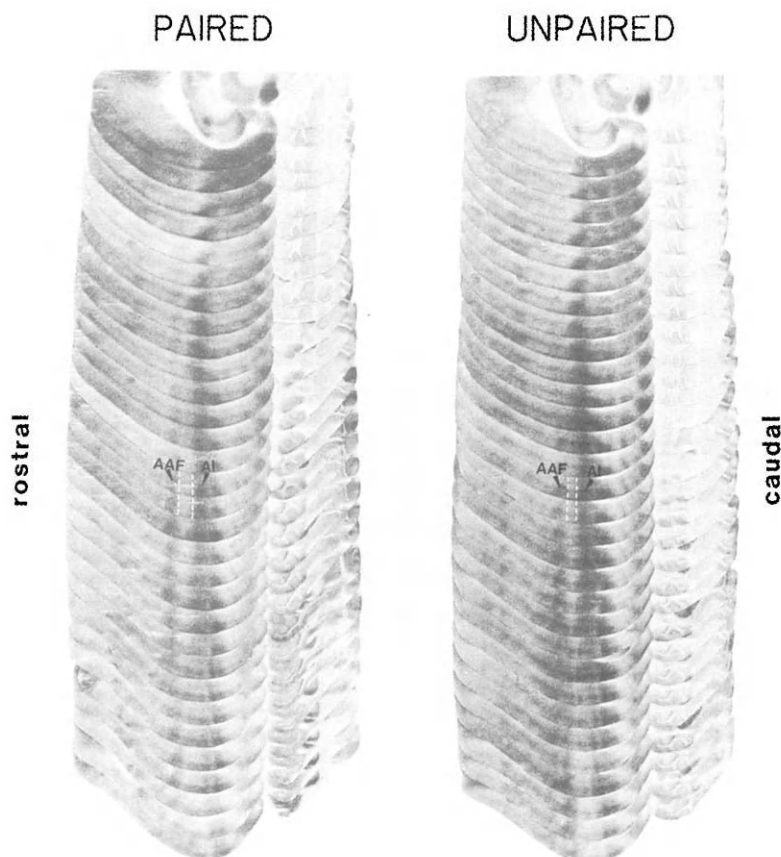 PAIRED
UNPAIRED
rostral
AAF
AI
AAF
AI
caudal